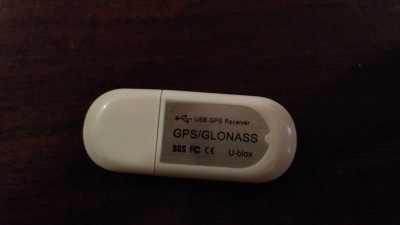 USB GPS Receiver
GPS/GLONASS
SGS FC CE U-blox